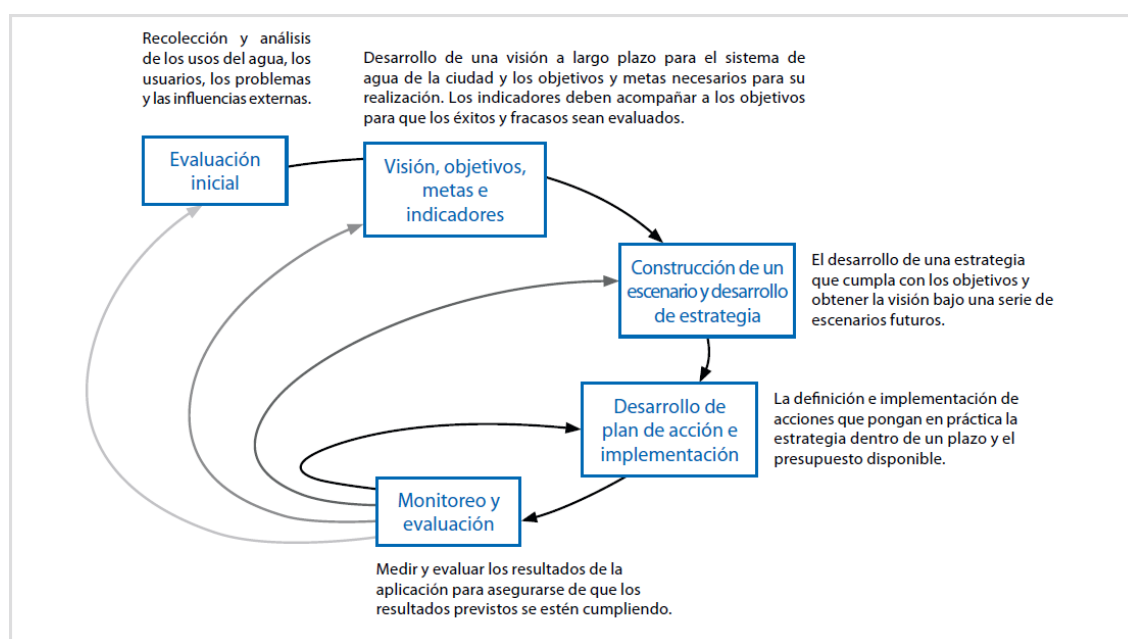 Recolección y análisis
de los usos del agua, los
usuarios, los problemas
y las influencias externas.
Desarrollo de una visión a largo plazo para el sistema de
agua de la ciudad y los objetivos y metas necesarios para su
realización. Los indicadores deben acompañar a los objetivos
para que los éxitos y fracasos sean evaluados.
Evaluación
inicial
Visión, objetivos,
metas e
indicadores
Construcción de un
escenario y desarrollo
de estrategia
El desarrollo de una estrategia
que cumpla con los objetivos y
obtener la visión bajo una serie de
escenarios futuros.
Desarrollo de
plan de acción e
implementación
La definición e implementación de
acciones que pongan en práctica la
estrategia dentro de un plazo y el
presupuesto disponible.
Monitoreo y
evaluación
Medir y evaluar los resultados de la
aplicación para asegurarse de que los
resultados previstos se estén cumpliendo.